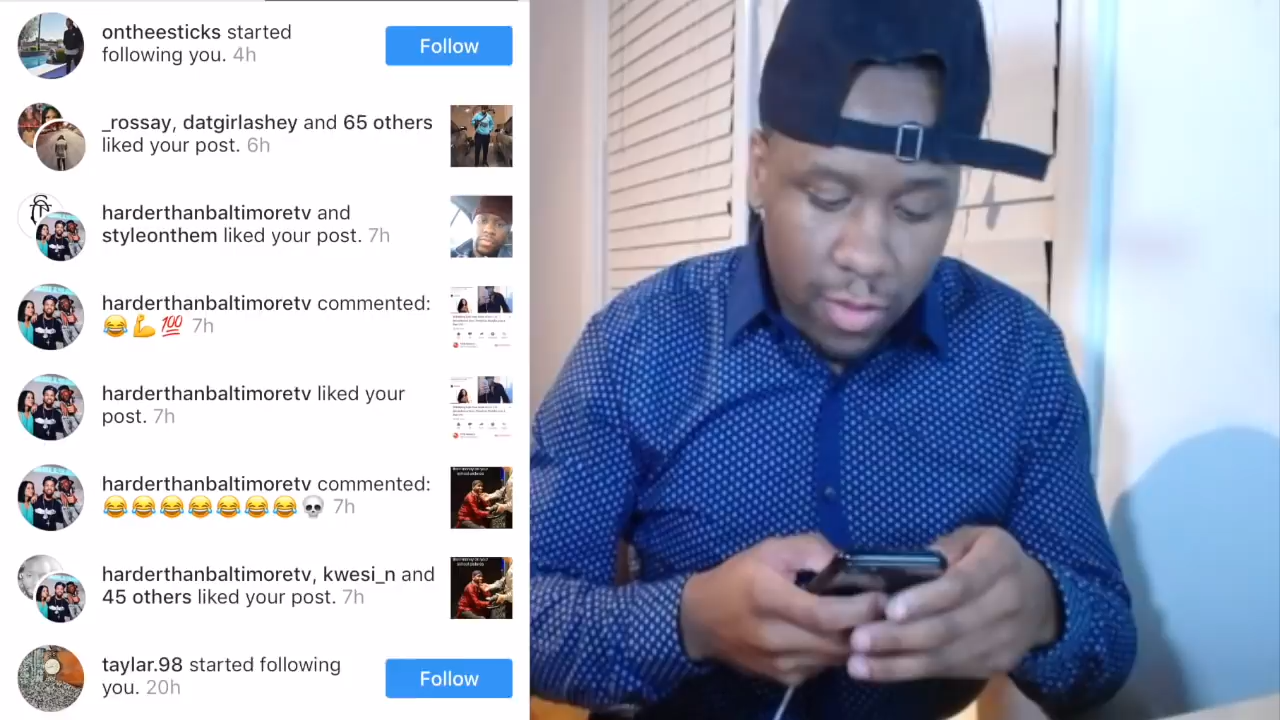 ontheesticks started
following you. 4h
Follow
_rossay, datgirlashey and 65 others
liked your post. 6h
harderthanbaltimoretv and
styleonthem liked your post. 7h
harderthanbaltimoretv commented:
😂💪💯 7h
harderthanbaltimoretv liked your
post. 7h
harderthanbaltimoretv commented:
😂😂😂😂😂😂😂💀 7h
harderthanbaltimoretv, kwesi_n and
45 others liked your post. 7h
taylar.98 started following
you. 20h
Follow